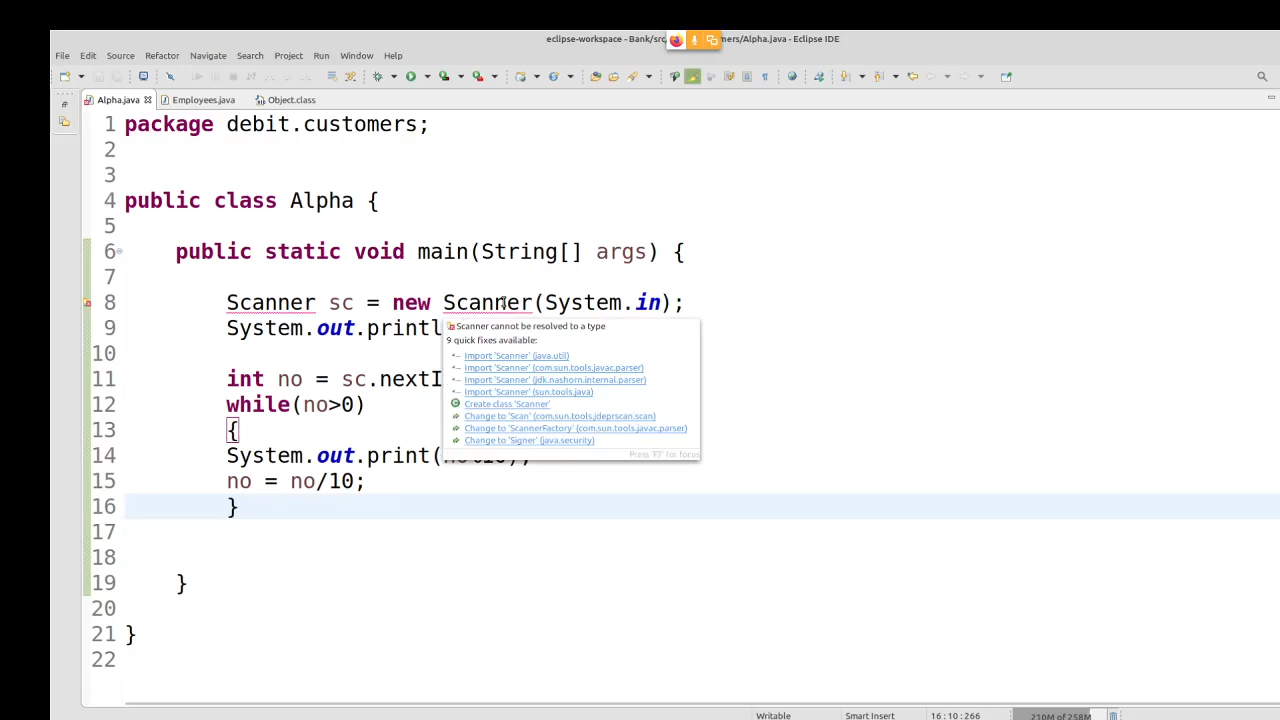 eclipse-workspace - Bank/src mers/Alpha.java - Eclipse IDE
File Edit Source Refactor Navigate Search Project Run Window Help
Alpha.java Employees.java Object.class
1 package debit.customers;
2
3
4 public class Alpha {
5
6 public static void main(String[] args) {
7
8 Scanner sc = new Scanner(System.in);
9 System.out.printl
10
11 int no = sc.nextI
12 while(no>0)
13 {
14 System.out.print(no%10);
15 no = no/10;
16 }
17
18
19 }
20
21 }
22
Scanner cannot be resolved to a type
9 quick fixes available:
Import 'Scanner' (java.util)
Import 'Scanner' (com.sun.tools.javac.parser)
Import 'Scanner' (jdk.nashorn.internal.parser)
Import 'Scanner' (sun.tools.java)
Create class 'Scanner'
Change to 'Scan' (com.sun.tools.jdeprscan.scan)
Change to 'ScannerFactory' (com.sun.tools.javac.parser)
Change to 'Signer' (java.security)
Press 'F2' for focus
Writable Smart Insert 16 : 10 : 266 210M of 258M